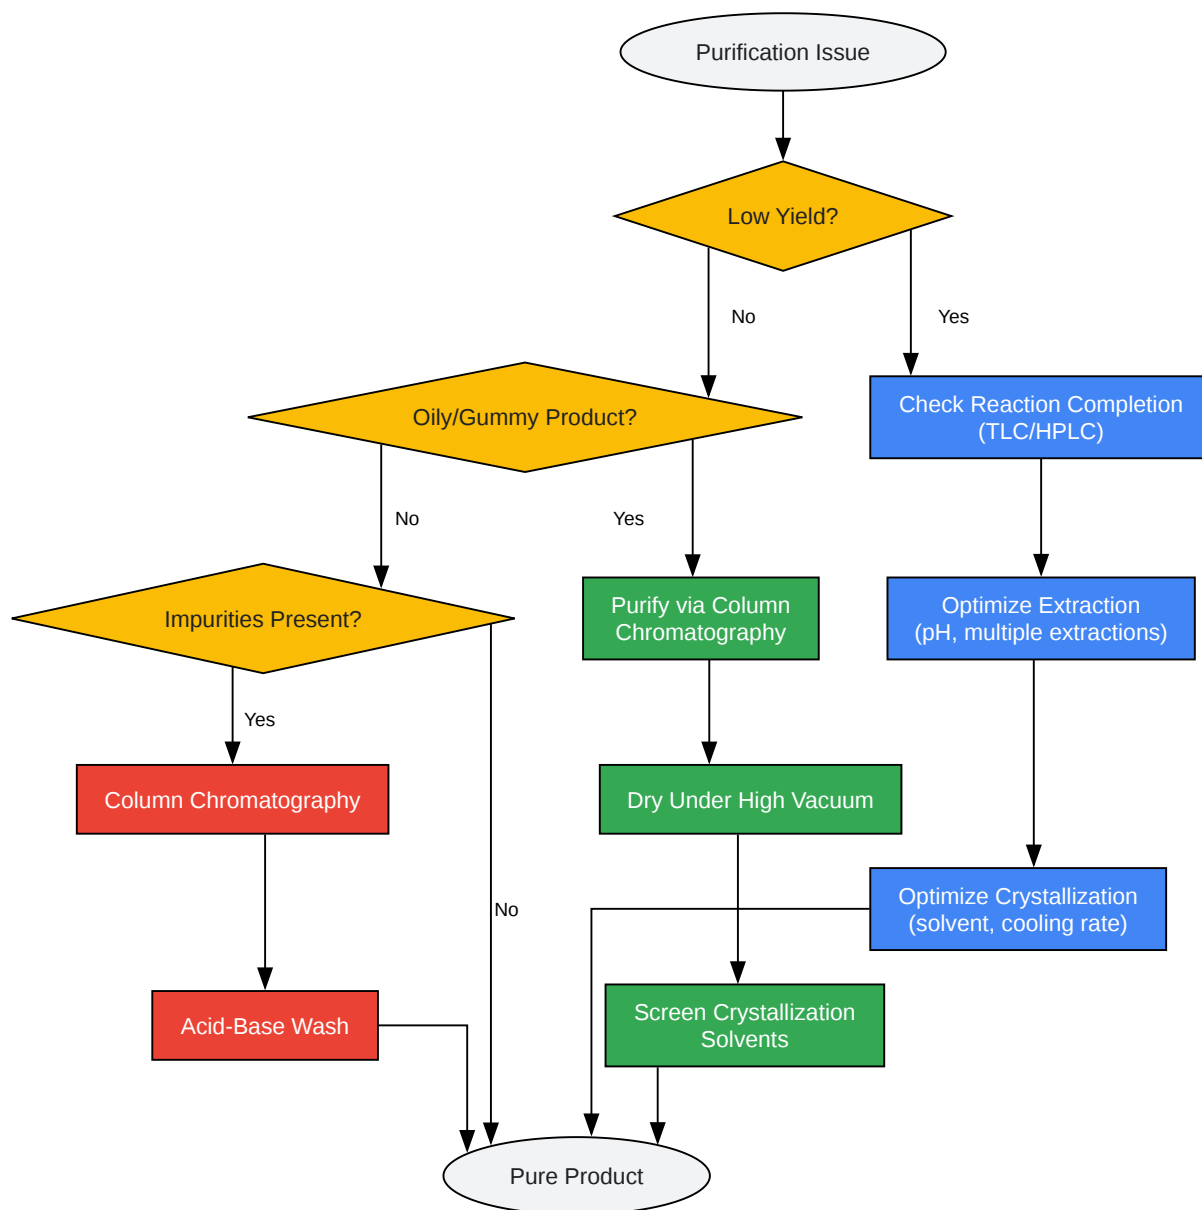 Purification Issue
Low Yield?
No
Yes
Oily/Gummy Product?
Check Reaction Completion
(TLC/HPLC)
No
Yes
Impurities Present?
Purify via Column
Chromatography
Optimize Extraction
(pH, multiple extractions)
Yes
Column Chromatography
Dry Under High Vacuum
No
Optimize Crystallization
(solvent, cooling rate)
Acid-Base Wash
Screen Crystallization
Solvents
Pure Product